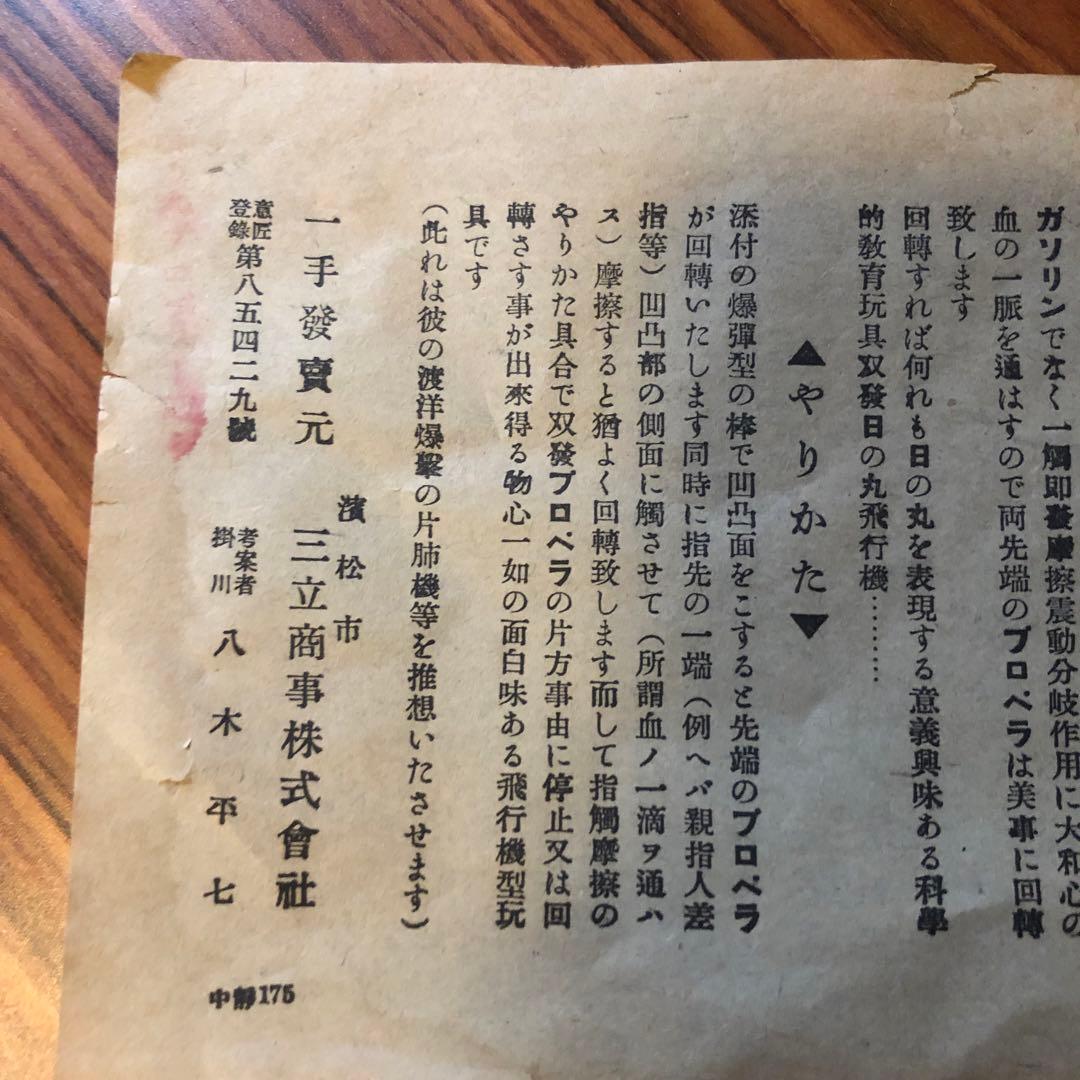 ガソリンでなく一觸即發摩擦震動分岐作用に大和心の
血の一脈を通はすので両先端のプロペラは美事に回轉
致します
回轉すれば何れも日の丸を表現する意義興味ある科學
的敎育玩具双發日の丸飛行機………
▲やりかた▼
添付の爆彈型の棒で凹凸面をこすると先端のプロペラ
が回轉いたします同時に指先の一端(例ヘバ親指人差
指等)凹凸部の側面に觸させて(所謂血ノ一滴ヲ通ハ
ス)摩擦すると猶よく回轉致します而して指觸摩擦の
やりかた具合で双發プロペラの片方事由に停止又は回
轉さす事が出來得る物心一如の面白味ある飛行機型玩
具です
(此れは彼の渡洋爆擊の片肺機等を推想いたさせます)
一手發賣元 濱松市 三立商事株式會社
意匠登錄第八五四二九號 考案者 掛川 八木平七
中靜175